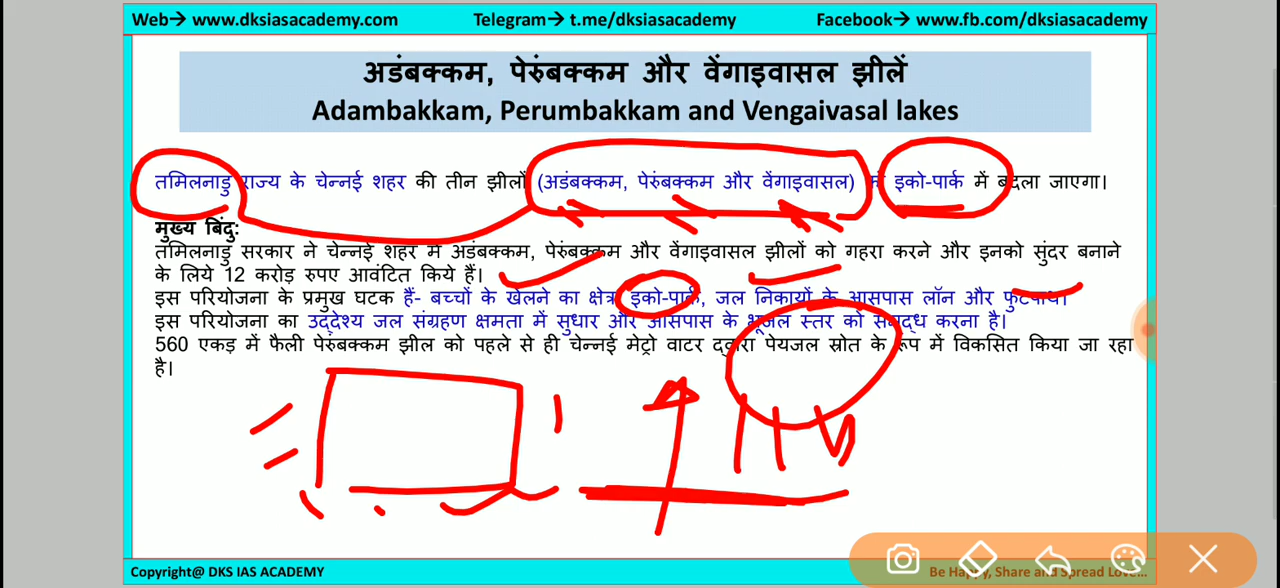 Web→ www.dksiasacademy.com Telegram→ t.me/dksiasacademy Facebook→ www.fb.com/dksiasacademy
अडंबक्कम, पेरुंबक्कम और वेंगाइवासल झीलें
Adambakkam, Perumbakkam and Vengaivasal lakes
तमिलनाडु राज्य के चेन्नई शहर की तीन झीलों (अडंबक्कम, पेरुंबक्कम और वेंगाइवासल) को इको-पार्क में बदला जाएगा।
मुख्य बिंदु:
तमिलनाडु सरकार ने चेन्नई शहर में अडंबक्कम, पेरुंबक्कम और वेंगाइवासल झीलों को गहरा करने और इनको सुंदर बनाने
के लिये 12 करोड़ रुपए आवंटित किये हैं।
इस परियोजना के प्रमुख घटक हैं- बच्चों के खेलने का क्षेत्र, इको-पार्क, जल निकायों के आसपास लॉन और फुटपाथ।
इस परियोजना का उद्देश्य जल संग्रहण क्षमता में सुधार और आसपास के भूजल स्तर को समृद्ध करना है।
560 एकड़ में फैली पेरुंबक्कम झील को पहले से ही चेन्नई मेट्रो वाटर द्वारा पेयजल स्रोत के रूप में विकसित किया जा रहा
है।
Copyright@ DKS IAS ACADEMY Be Happy, Share and Spread Love...